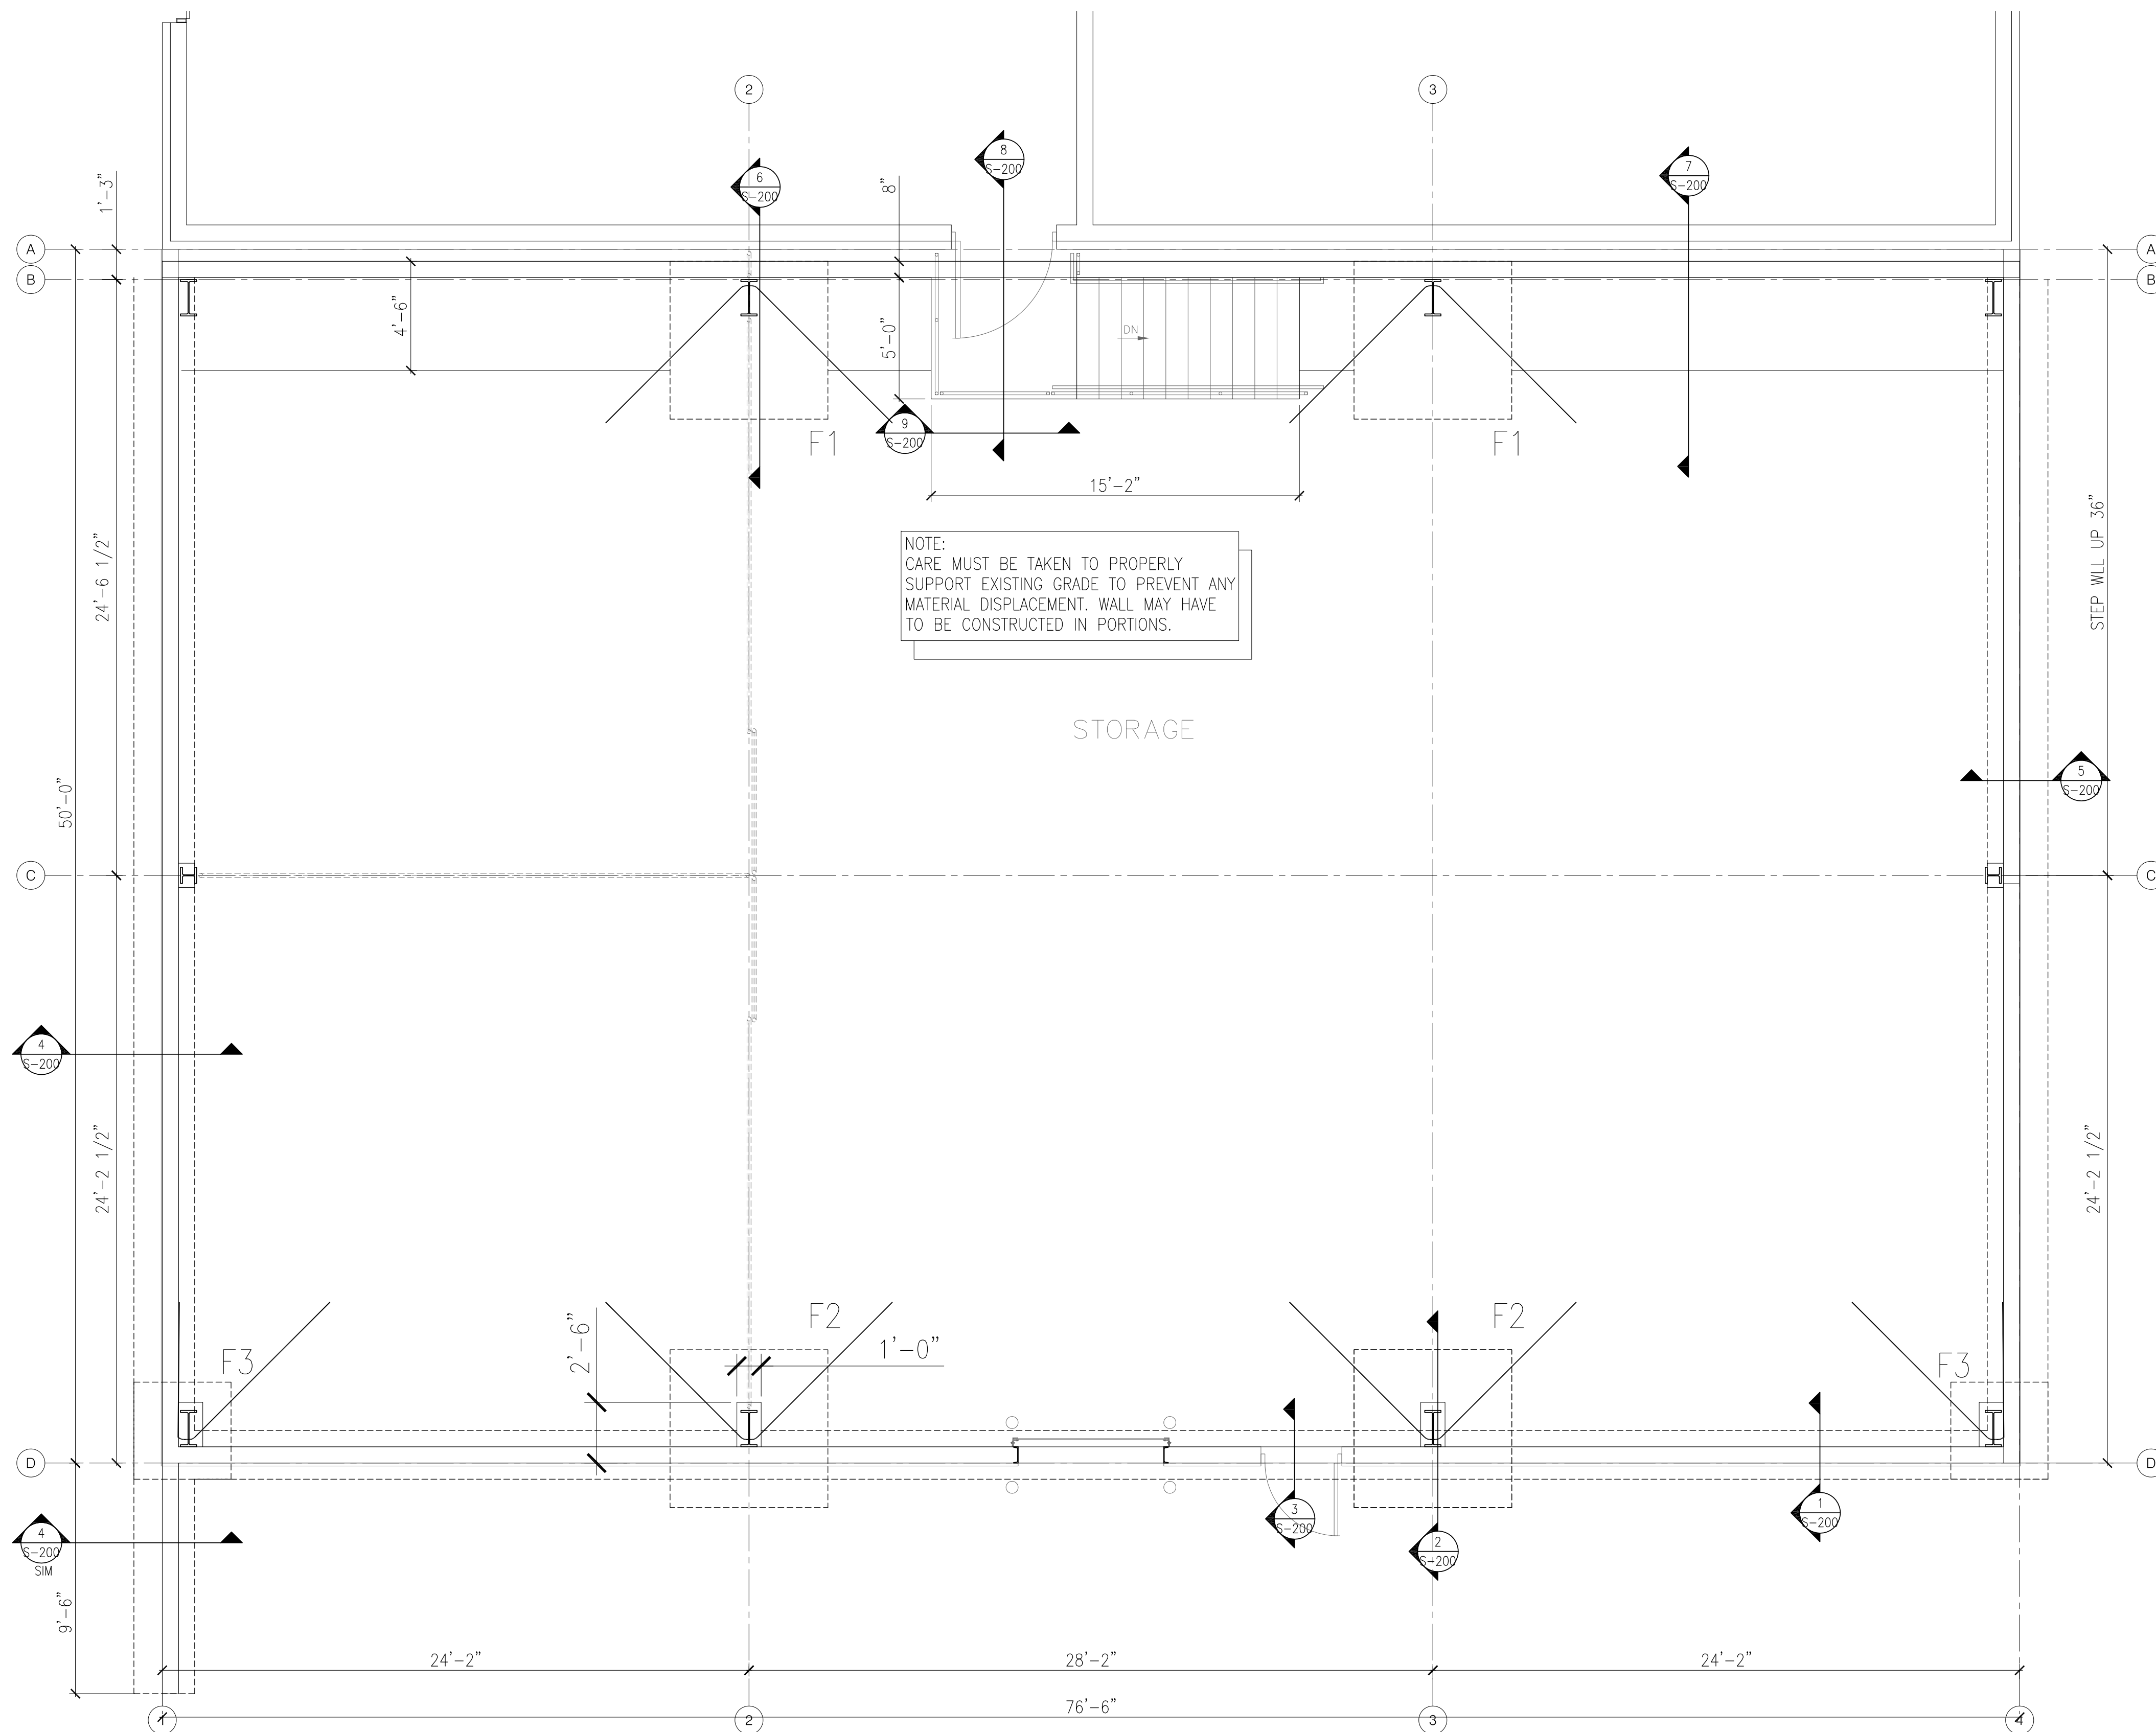 2
3
8
S-200
7
S-200
6
S-200
1'-3"
8"
A
A
B
B
DN
4'-6"
5'-0"
9
S-200
F1
F1
15'-2"
NOTE:
CARE MUST BE TAKEN TO PROPERLY
SUPPORT EXISTING GRADE TO PREVENT ANY
MATERIAL DISPLACEMENT. WALL MAY HAVE
TO BE CONSTRUCTED IN PORTIONS.
24'-6 1/2"
STEP WLL UP 36"
STORAGE
50'-0"
5
S-200
C
C
4
S-200
24'-2 1/2"
24'-2 1/2"
F2
F2
2'-6"
1'-0"
F3
F3
D
D
3
S-200
1
S-200
2
S-200
4
S-200
SIM
9'-6"
24'-2"
28'-2"
24'-2"
76'-6"
1
2
3
4